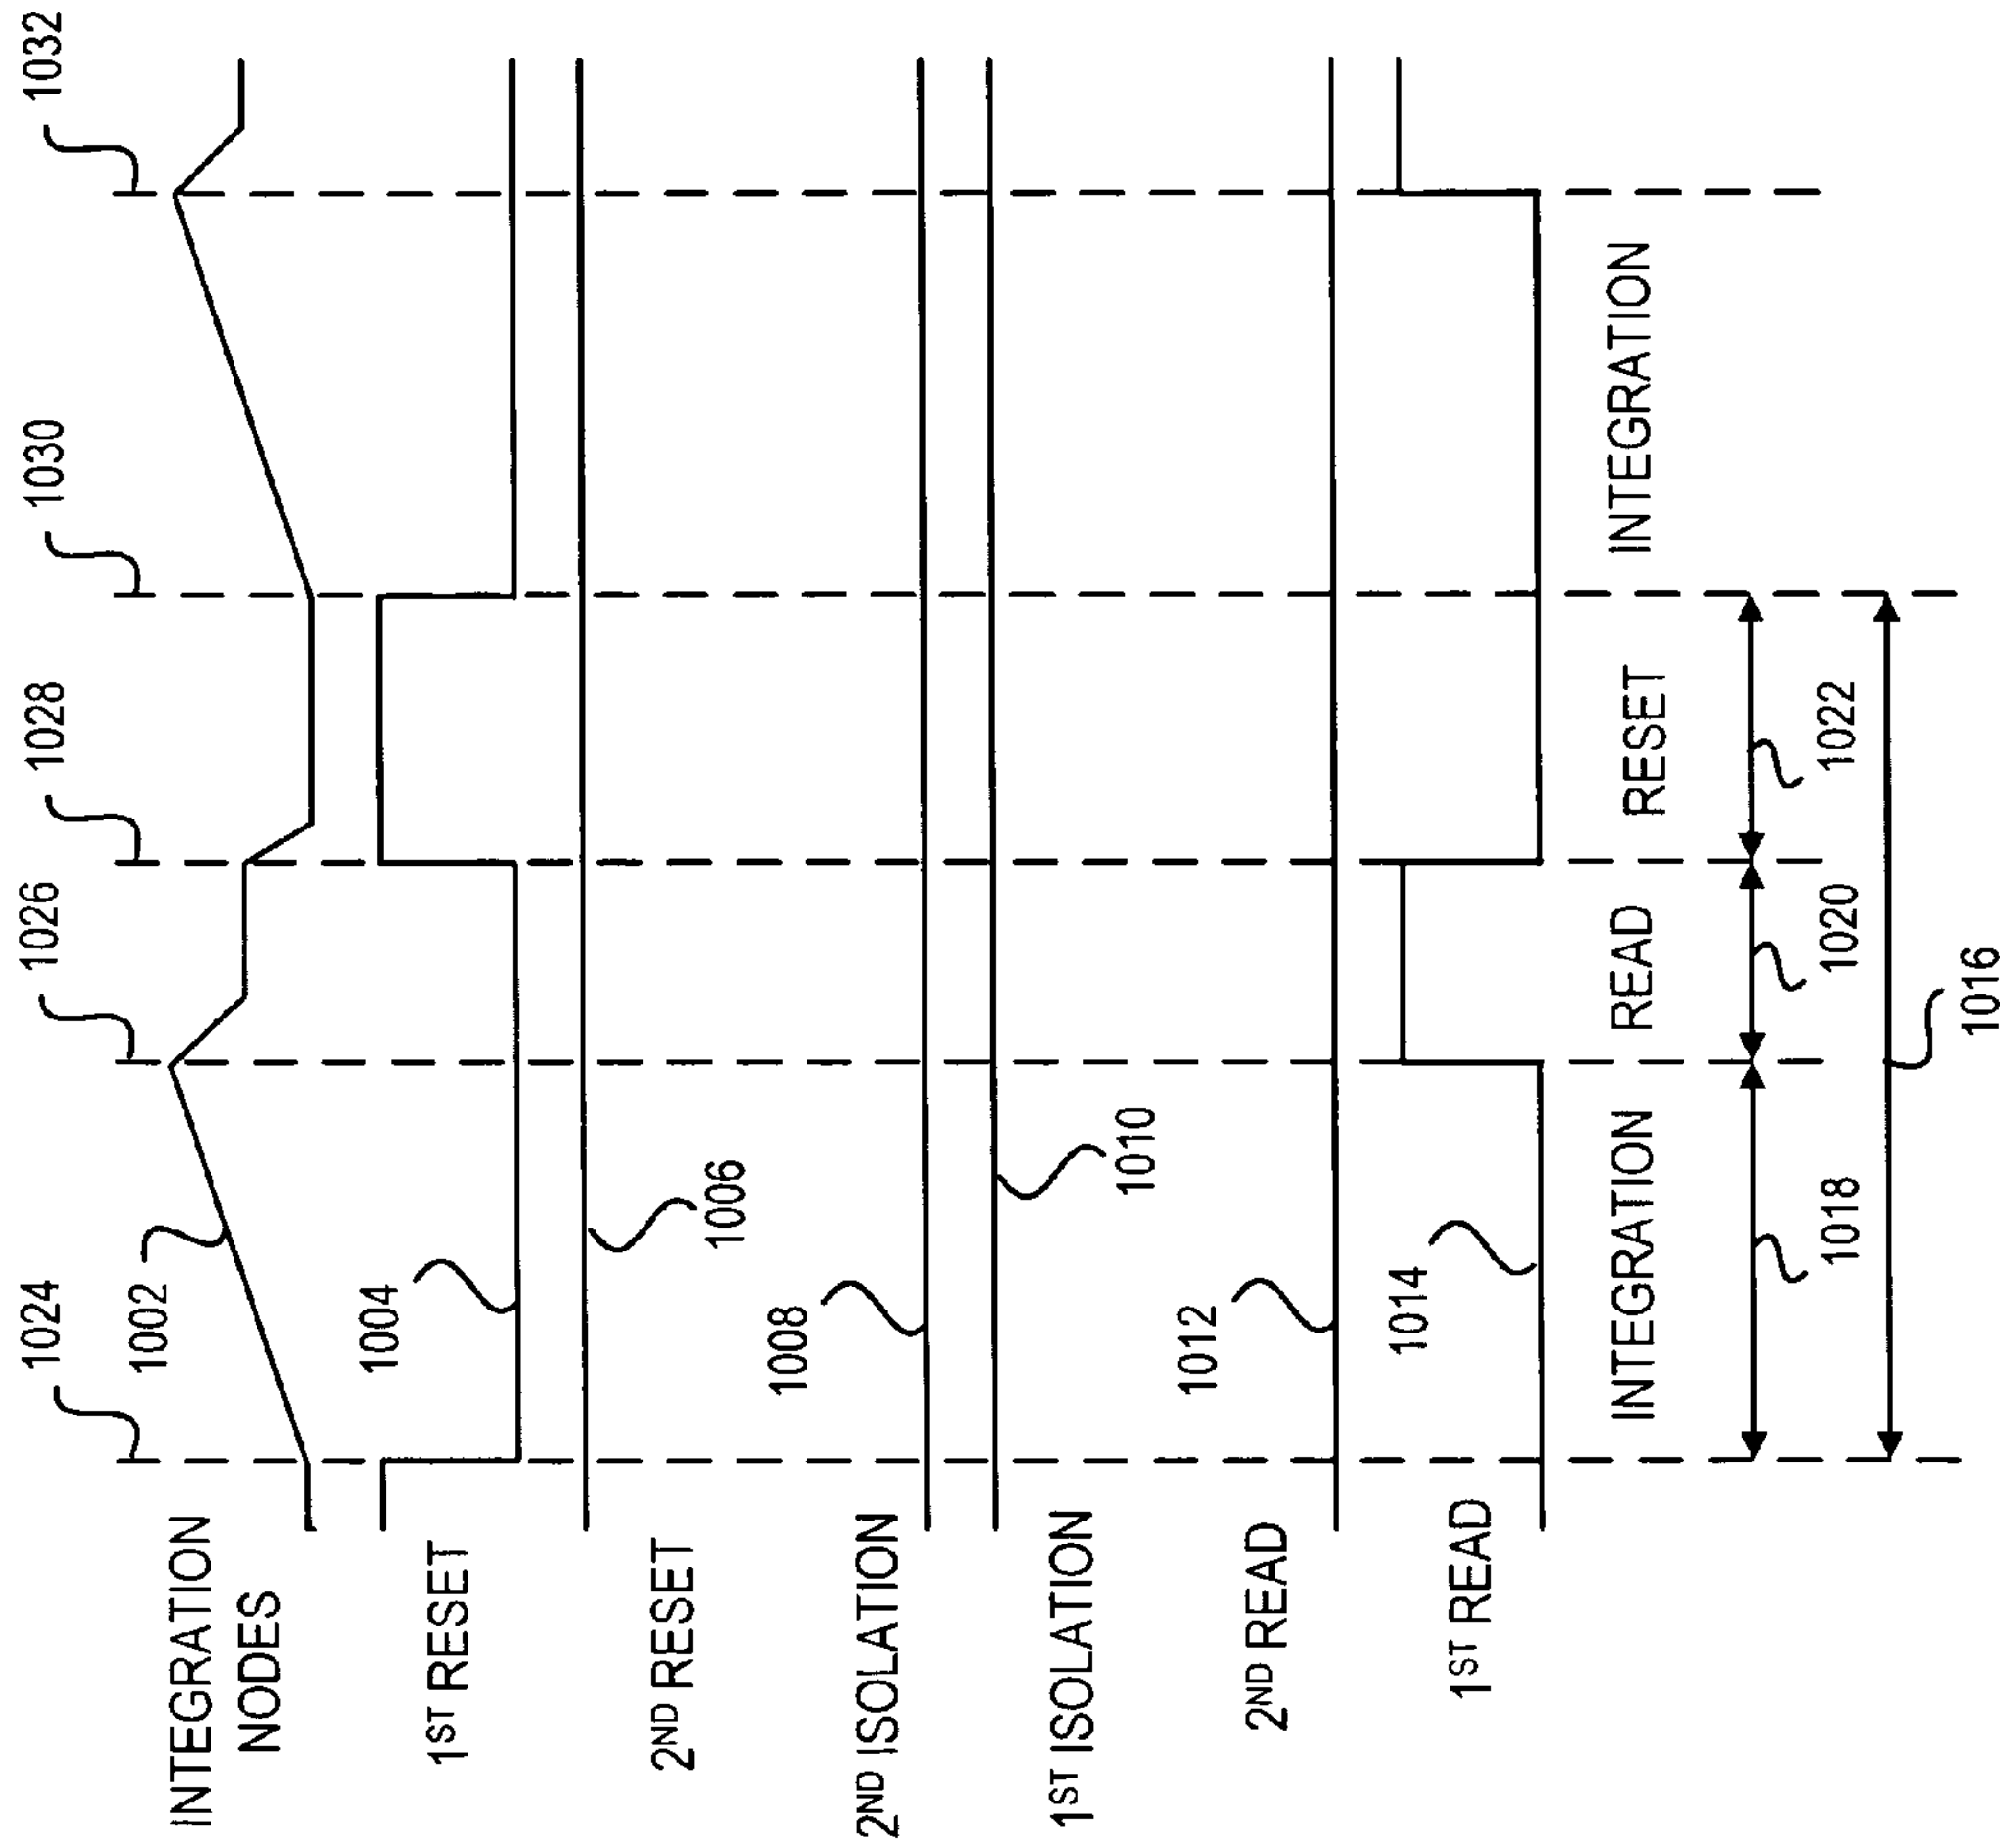 1024
1026
1028
1030
1032
INTEGRATION
NODES
1002
1ST RESET
1004
2ND RESET
1006
2ND ISOLATION
1008
1ST ISOLATION
1010
2ND READ
1012
1ST READ
1014
INTEGRATION
READ
RESET
INTEGRATION
1018
1020
1022
1016